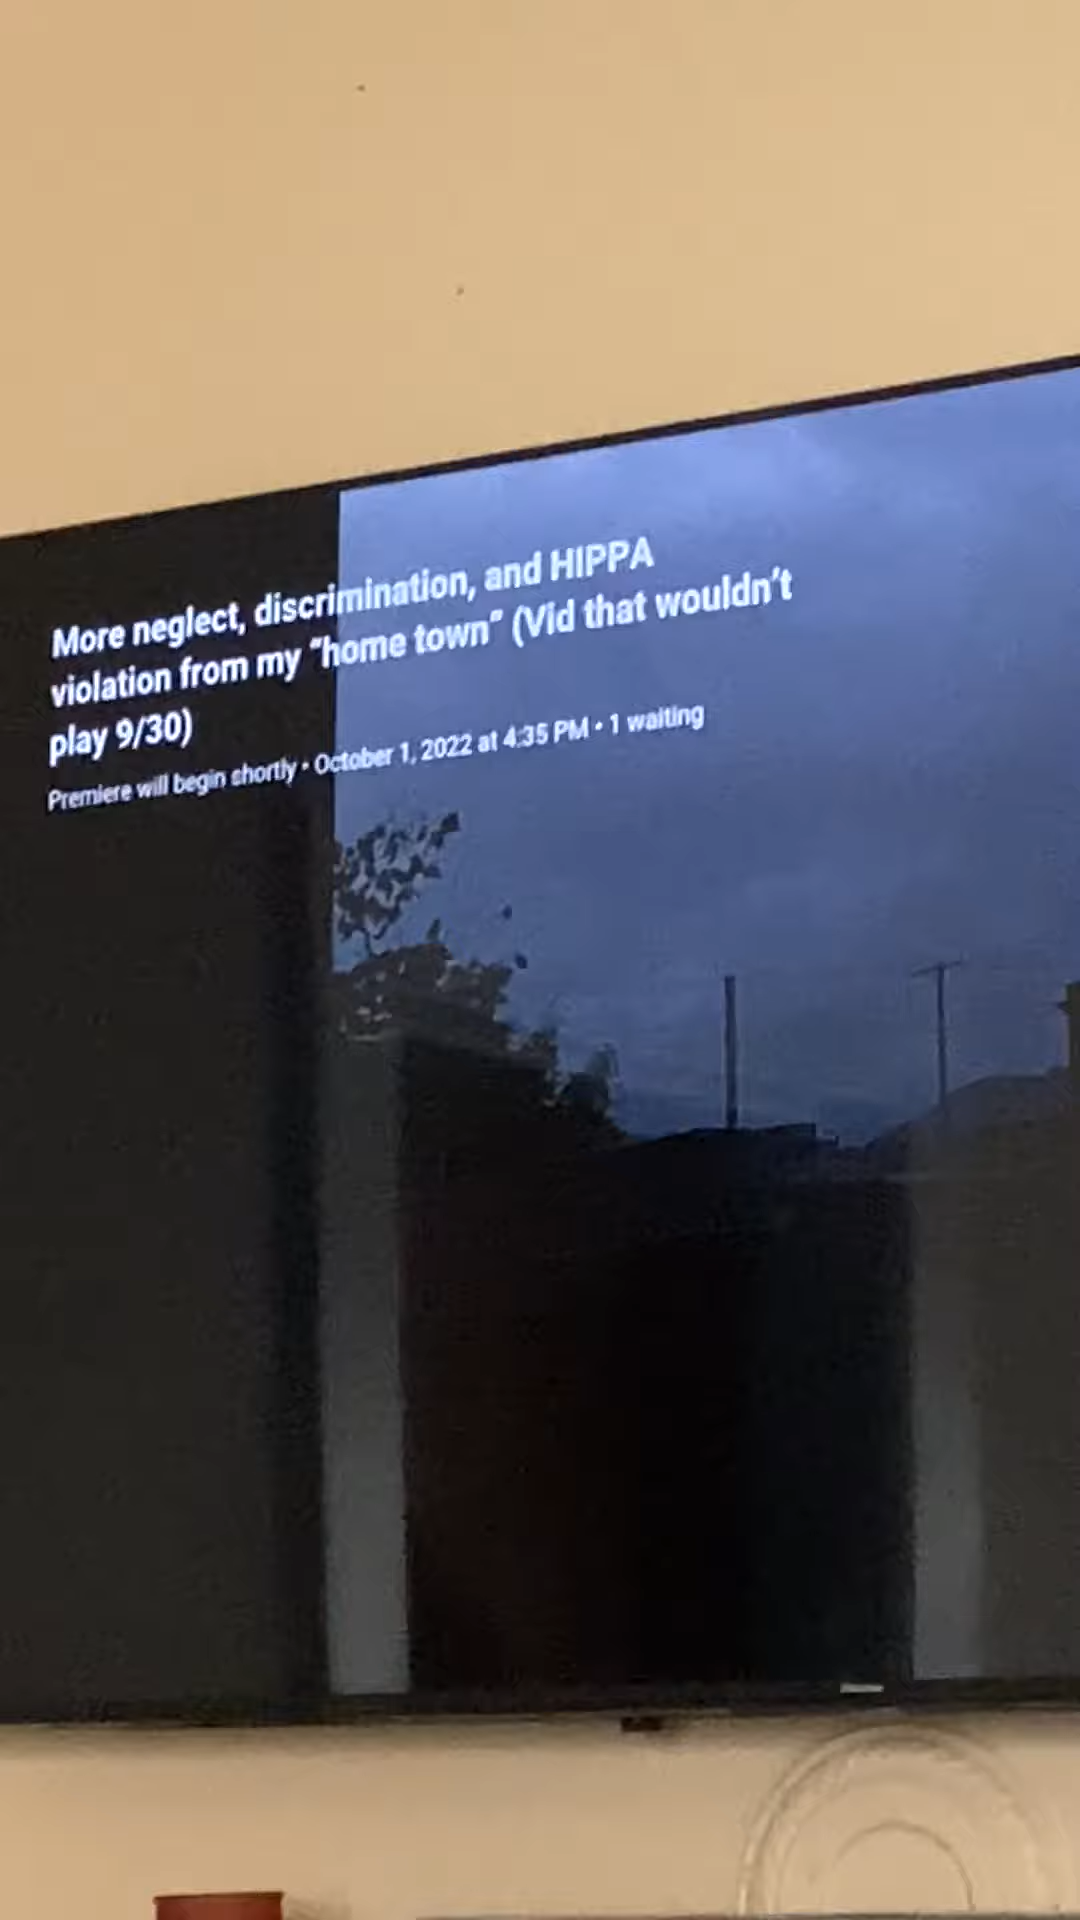 More neglect, discrimination, and HIPPA
violation from my “home town” (Vid that wouldn’t
play 9/30)
Premiere will begin shortly • October 1, 2022 at 4:35 PM • 1 waiting